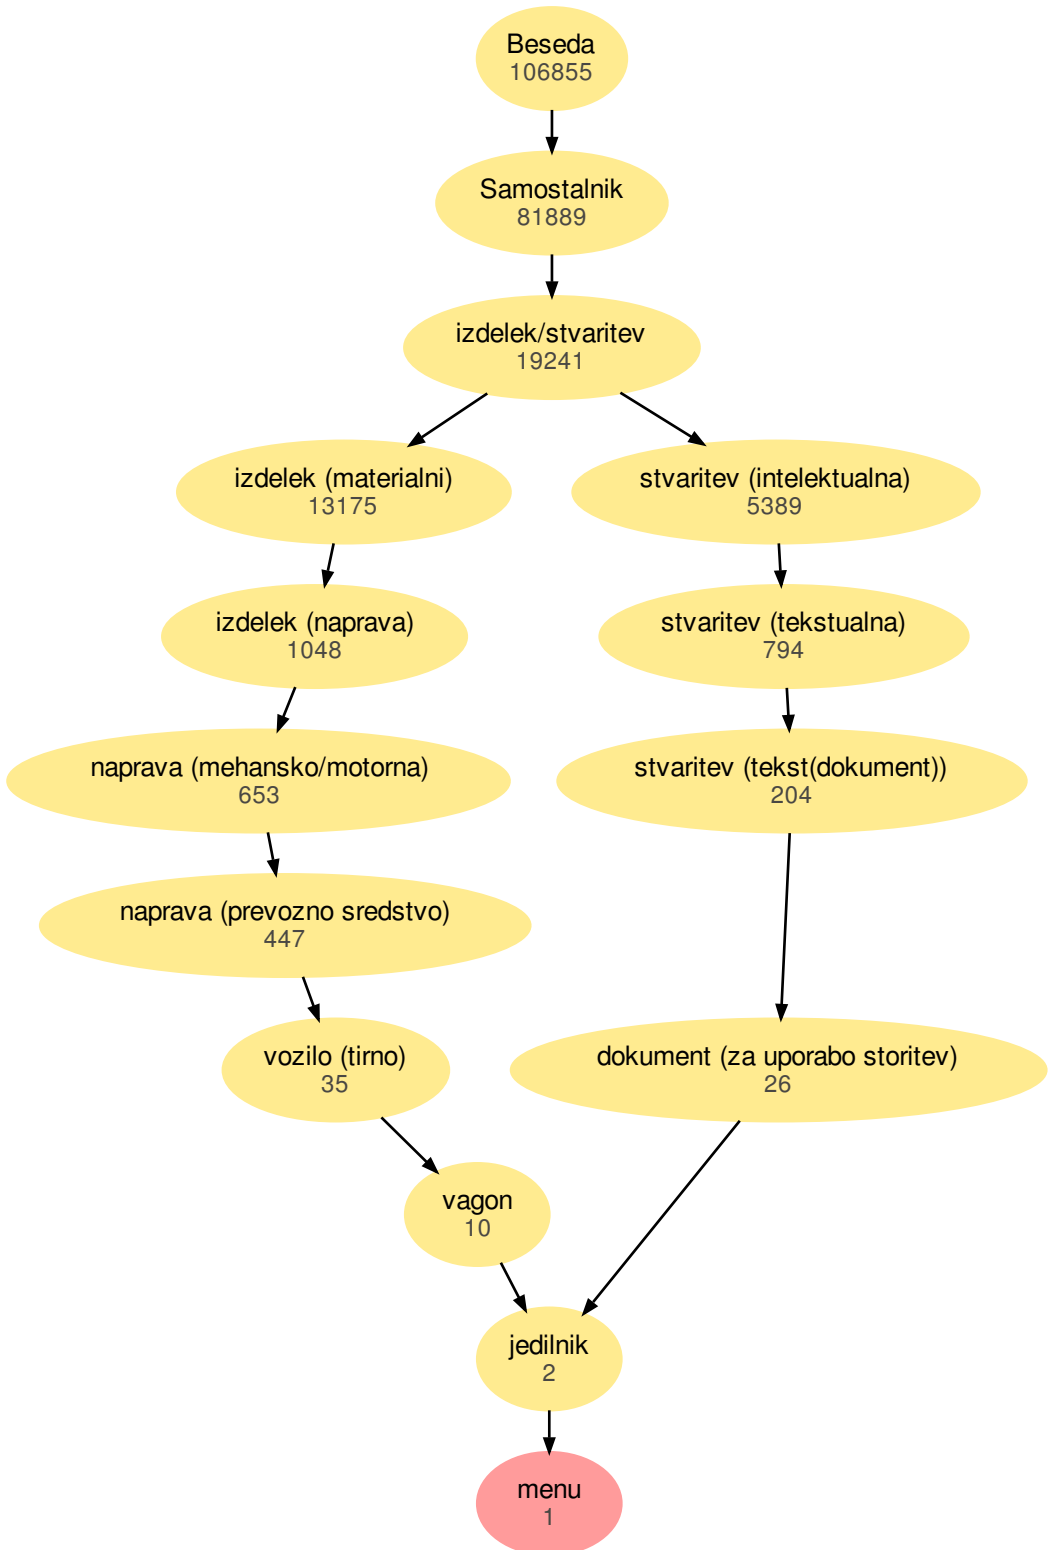 Beseda
106855
Samostalnik
81889
izdelek/stvaritev
19241
izdelek (materialni)
13175
stvaritev (intelektualna)
5389
izdelek (naprava)
1048
stvaritev (tekstualna)
794
naprava (mehansko/motorna)
653
stvaritev (tekst(dokument))
204
naprava (prevozno sredstvo)
447
vozilo (tirno)
35
dokument (za uporabo storitev)
26
vagon
10
jedilnik
2
menu
1